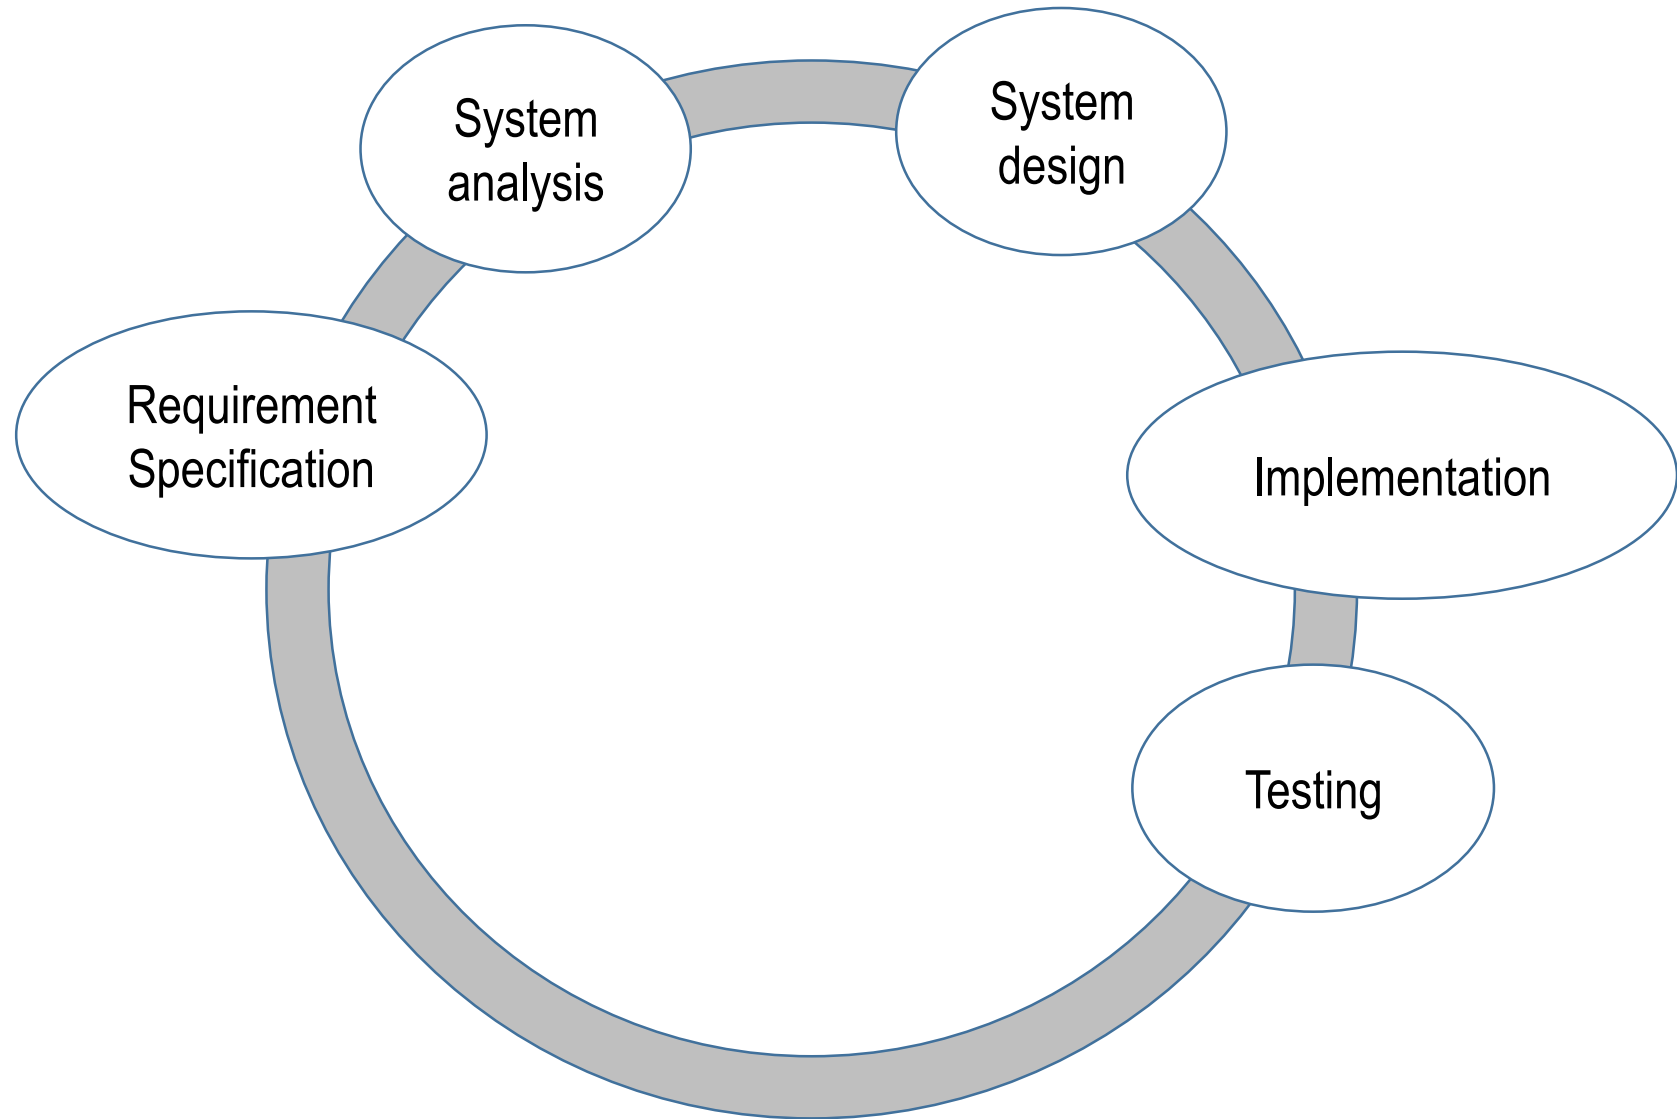 System
analysis
System
design
Requirement
Specification
Implementation
Testing